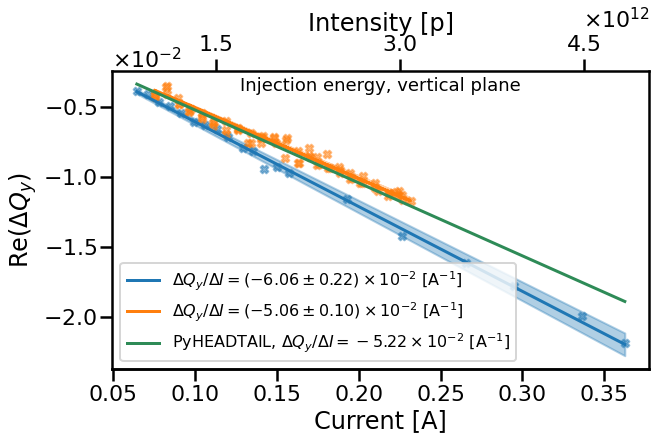 Intensity [p]
×10¹²
1.5 3.0 4.5
×10⁻²
Injection energy, vertical plane
−0.5
−1.0
−1.5
−2.0
Re(ΔQ_y)
ΔQ_y/ΔI = (−6.06 ± 0.22) × 10⁻² [A⁻¹]
ΔQ_y/ΔI = (−5.06 ± 0.10) × 10⁻² [A⁻¹]
PyHEADTAIL, ΔQ_y/ΔI = − 5.22 × 10⁻² [A⁻¹]
0.05 0.10 0.15 0.20 0.25 0.30 0.35
Current [A]